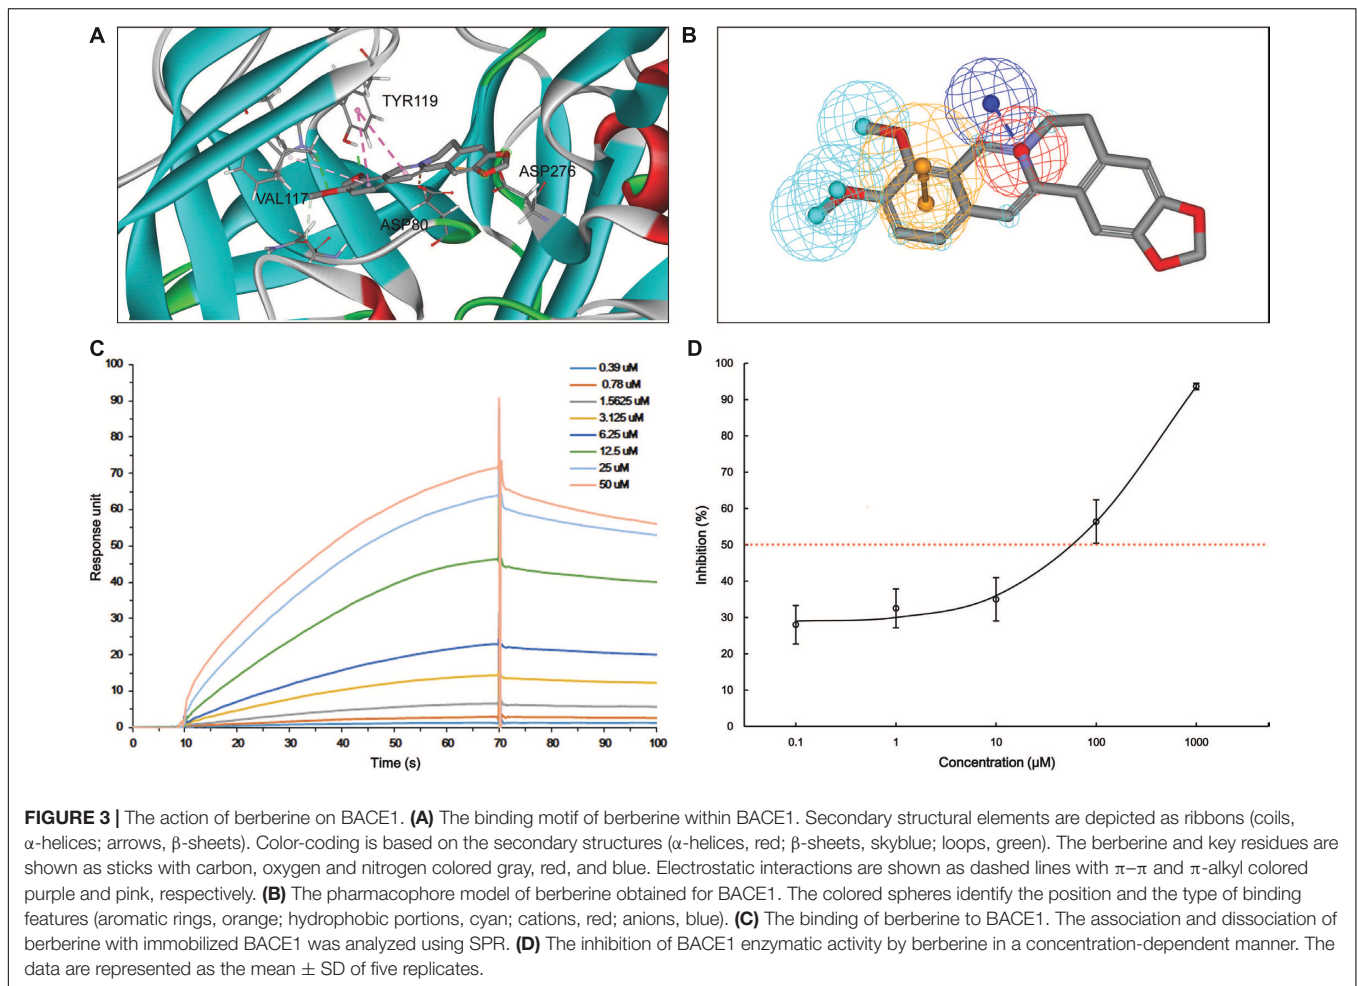 A
TYR119
VAL117
ASP276
ASP80
B
C
100
90
80
70
60
50
40
30
20
10
0
Response unit
0 10 20 30 40 50 60 70 80 90 100
Time (s)
0.39 uM
0.78 uM
1.5625 uM
3.125 uM
6.25 uM
12.5 uM
25 uM
50 uM
D
100
90
80
70
60
50
40
30
20
10
0
Inhibition (%)
0.1 1 10 100 1000
Concentration (μM)
FIGURE 3 | The action of berberine on BACE1. (A) The binding motif of berberine within BACE1. Secondary structural elements are depicted as ribbons (coils,
α-helices; arrows, β-sheets). Color-coding is based on the secondary structures (α-helices, red; β-sheets, skyblue; loops, green). The berberine and key residues are
shown as sticks with carbon, oxygen and nitrogen colored gray, red, and blue. Electrostatic interactions are shown as dashed lines with π–π and π-alkyl colored
purple and pink, respectively. (B) The pharmacophore model of berberine obtained for BACE1. The colored spheres identify the position and the type of binding
features (aromatic rings, orange; hydrophobic portions, cyan; cations, red; anions, blue). (C) The binding of berberine to BACE1. The association and dissociation of
berberine with immobilized BACE1 was analyzed using SPR. (D) The inhibition of BACE1 enzymatic activity by berberine in a concentration-dependent manner. The
data are represented as the mean ± SD of five replicates.